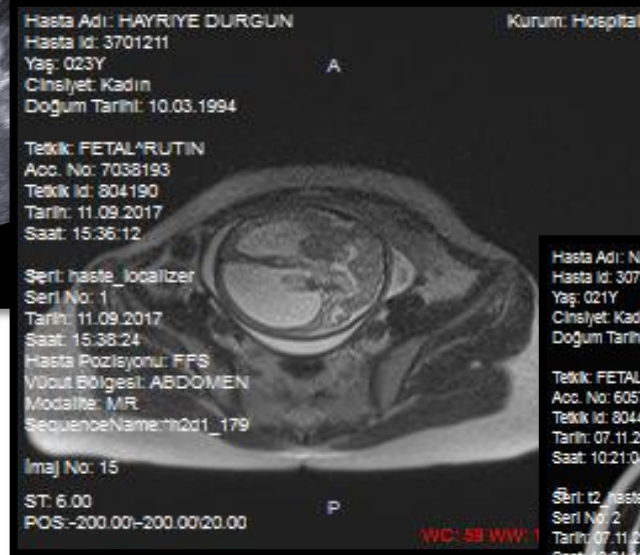 Hasta Adı: HAYRIYE DURGUN
Hasta Id: 3701211
Yaş: 023Y
Cinsiyet: Kadın
Doğum Tarihi: 10.03.1994
Kurum: Hospital
A
Tetkik: FETAL^RUTIN
Acc. No: 7038193
Tetkik Id: 804190
Tarih: 11.09.2017
Saat: 15:36:12
Seri: haste_localizer
Seri No: 1
Tarih: 11.09.2017
Saat: 15:38:24
Hasta Pozisyonu: FFS
Vücut Bölgesi: ABDOMEN
Modalite: MR
SequenceName:*h2d1_179
İmaj No: 15
ST: 6.00
POS:-200.00\-200.00\20.00
P
WC: 59 WW: 1
Hasta Adı: N
Hasta Id: 307
Yaş: 021Y
Cinsiyet: Kad
Doğum Tarih
Tetkik: FETAL
Acc. No: 605
Tetkik Id: 804
Tarih: 07.11.2
Saat: 10:21:0
Seri: t2_haste
Seri No: 2
Tarih: 07.11.2